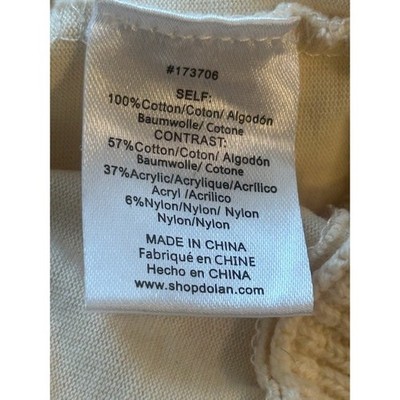 #173706
SELF:
100%Cotton/Coton/ Algodón
Baumwolle/ Cotone
CONTRAST:
57%Cotton/Coton/ Algodón
Baumwolle/ Cotone
37%Acrylic/Acrylique/Acrílico
Acryl /Acrilico
6%Nylon/Nylon/ Nylon
Nylon/Nylon
MADE IN CHINA
Fabriqué en CHINE
Hecho en CHINA
www.shopdolan.com